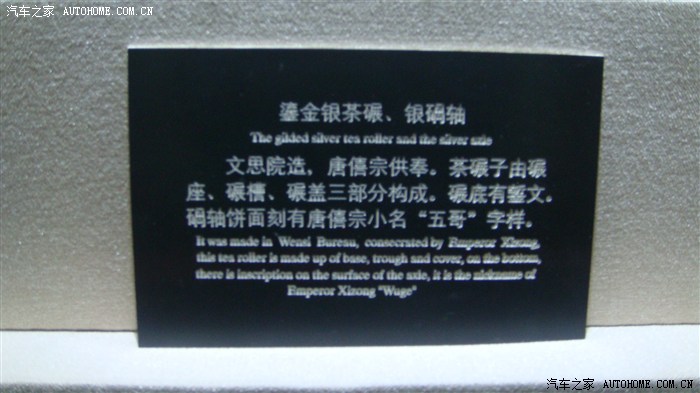 汽车之家 AUTOHOME.COM.CN
鎏金银茶碾、银碢轴
The gilded silver tea roller and the silver axle
文思院造，唐僖宗供奉。茶碾子由碾
座、碾槽、碾盖三部分构成。碾底有錾文。
碢轴饼面刻有唐僖宗小名“五哥”字样。
It was made in Wensi Bureau, consecrated by Emperor Xizong,
this tea roller is made up of base, trough and cover, on the bottom,
there is inscription on the surface of the axle, it is the nickname of
Emperor Xizong "Wuge"
汽车之家 AUTOHOME.COM.CN